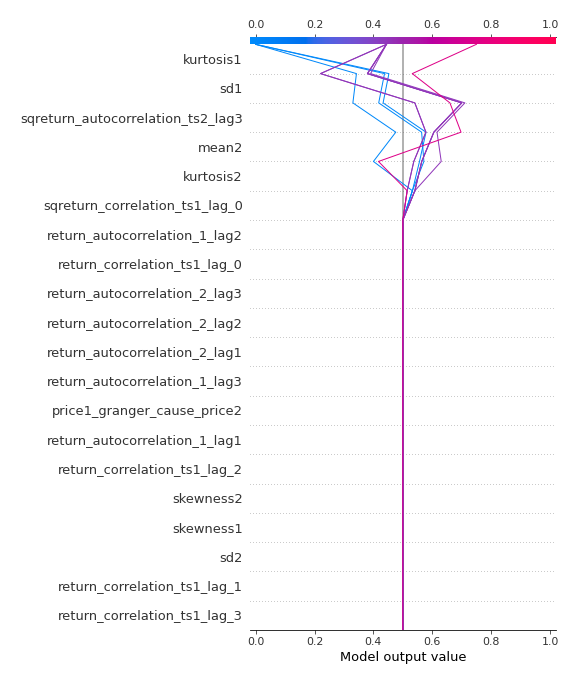 0.0 0.2 0.4 0.6 0.8 1.0
kurtosis1
sd1
sqreturn_autocorrelation_ts2_lag3
mean2
kurtosis2
sqreturn_correlation_ts1_lag_0
return_autocorrelation_1_lag2
return_correlation_ts1_lag_0
return_autocorrelation_2_lag3
return_autocorrelation_2_lag2
return_autocorrelation_2_lag1
return_autocorrelation_1_lag3
price1_granger_cause_price2
return_autocorrelation_1_lag1
return_correlation_ts1_lag_2
skewness2
skewness1
sd2
return_correlation_ts1_lag_1
return_correlation_ts1_lag_3
0.0 0.2 0.4 0.6 0.8 1.0
Model output value